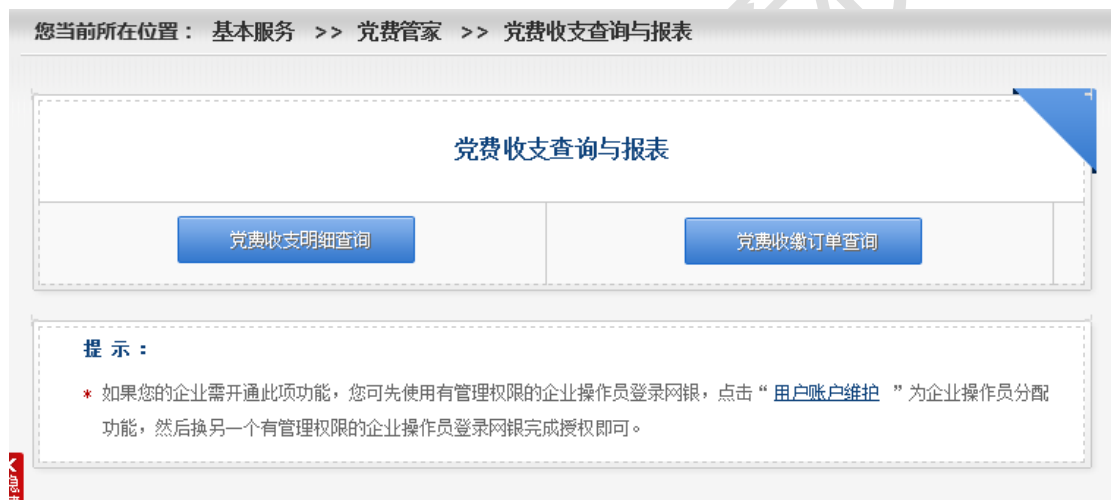 您当前所在位置： 基本服务 >> 党费管家 >> 党费收支查询与报表
党费收支查询与报表
党费收支明细查询
党费收缴订单查询
提 示：
* 如果您的企业需开通此项功能，您可先使用有管理权限的企业操作员登录网银，点击“ 用户账户维护 ”为企业操作员分配
功能，然后换另一个有管理权限的企业操作员登录网银完成授权即可。